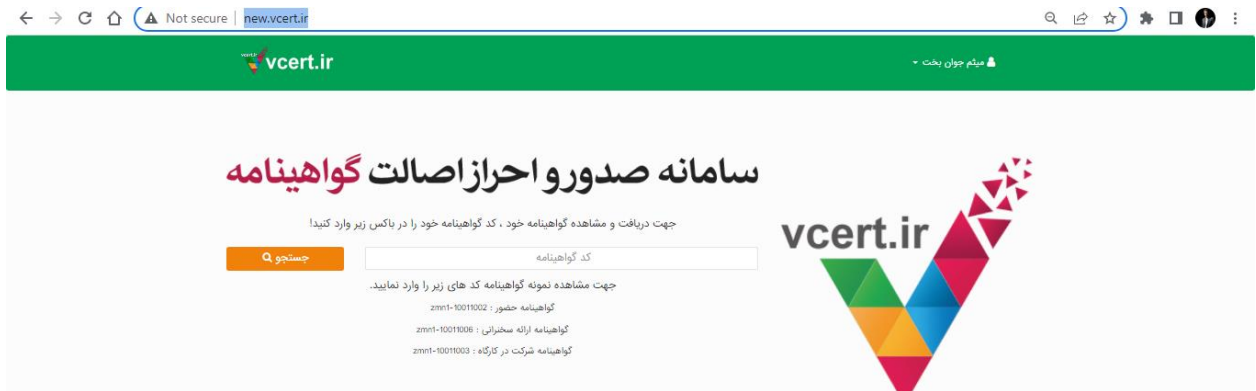 Not secure | new.vcert.ir
vcert.ir
میثم جوان بخت
سامانه صدور و احراز اصالت گواهینامه
جهت دریافت و مشاهده گواهینامه خود ، کد گواهینامه خود را در باکس زیر وارد کنید!
کد گواهینامه
جستجو
جهت مشاهده نمونه گواهینامه کد های زیر را وارد نمایید.
گواهینامه حضور : zmn1-10011002
گواهینامه ارائه سخنرانی : zmn1-10011006
گواهینامه شرکت در کارگاه : zmn1-10011003
vcert.ir